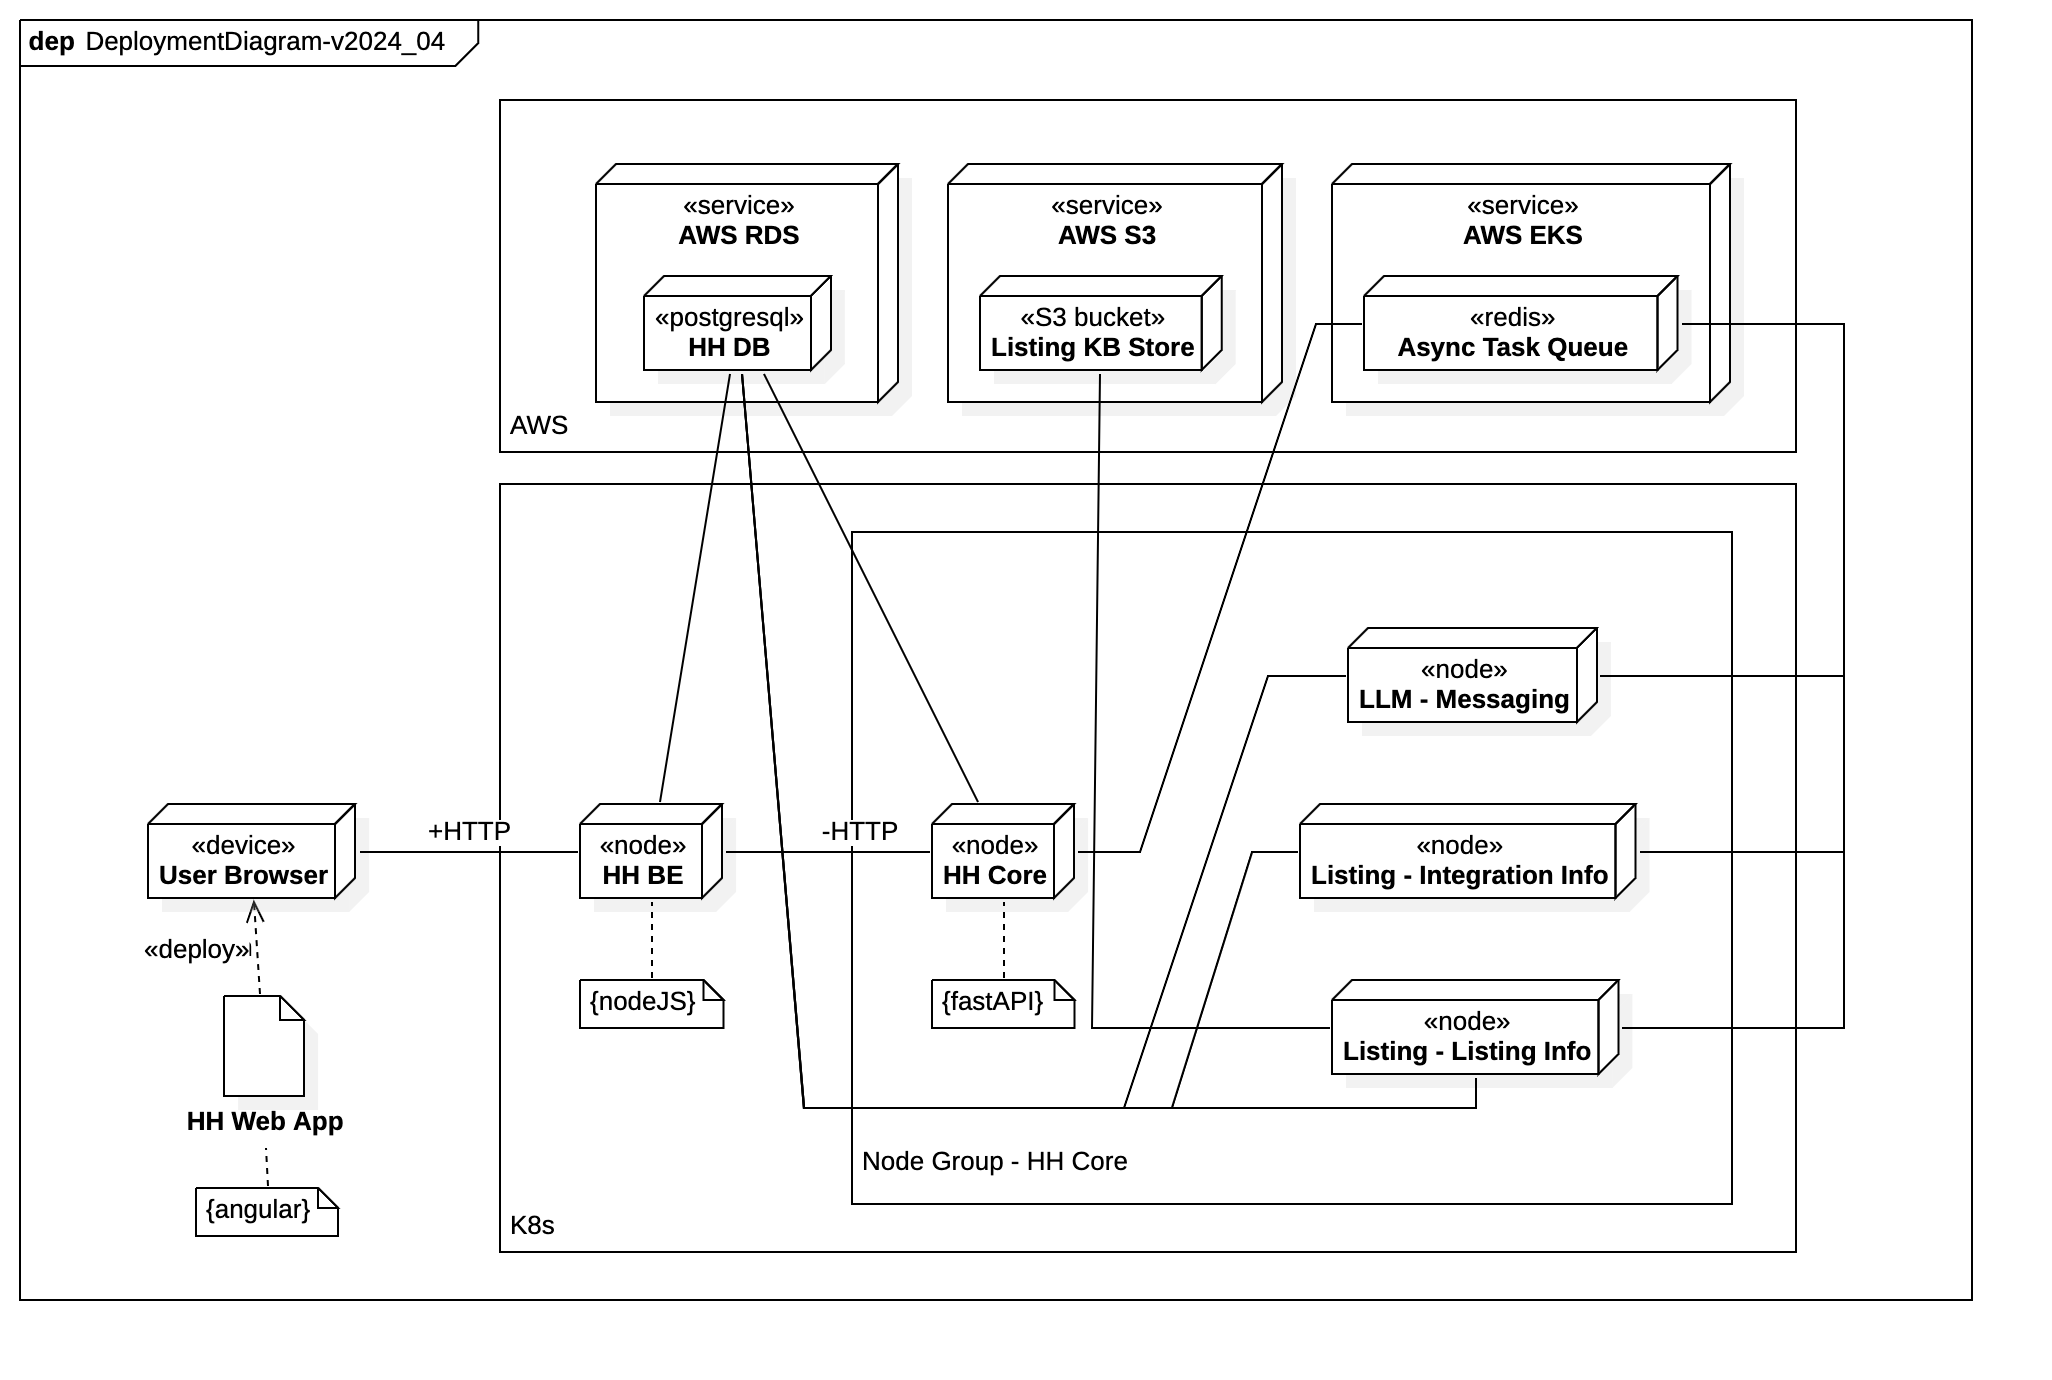 dep DeploymentDiagram-v2024_04
«service»
AWS RDS
«postgresql»
HH DB
«service»
AWS S3
«S3 bucket»
Listing KB Store
«service»
AWS EKS
«redis»
Async Task Queue
AWS
«node»
LLM - Messaging
+HTTP
-HTTP
«device»
User Browser
«node»
HH BE
«node»
HH Core
«node»
Listing - Integration Info
«deploy»
{nodeJS}
{fastAPI}
«node»
Listing - Listing Info
HH Web App
Node Group - HH Core
{angular}
K8s